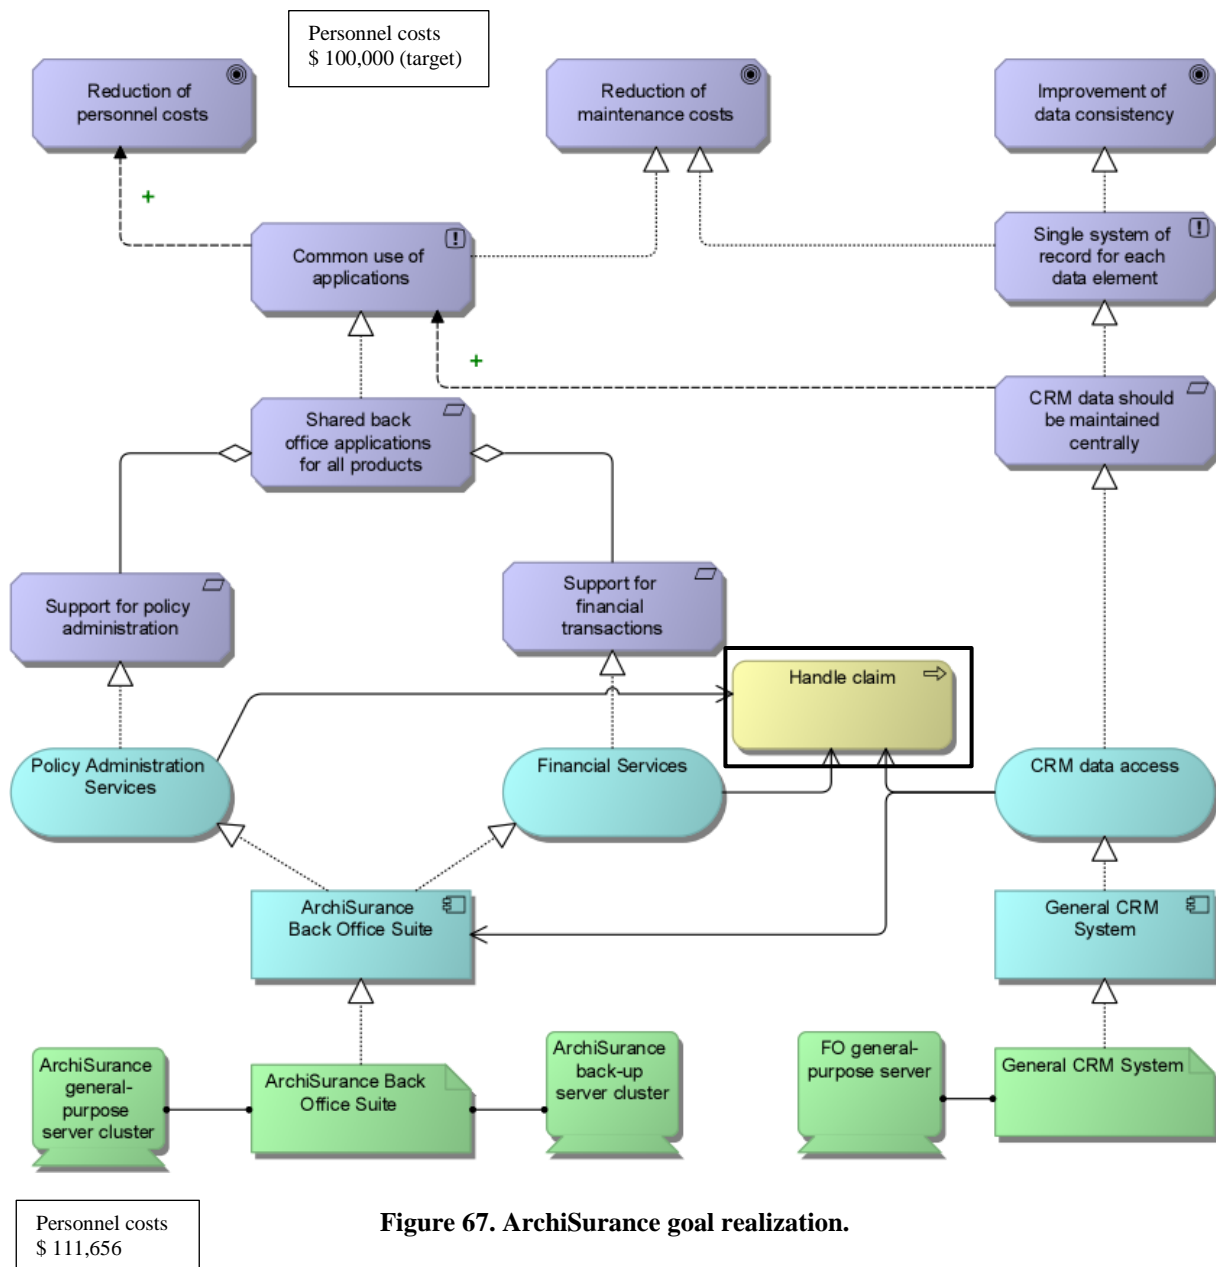 Personnel costs
$ 100,000 (target)
Reduction of
personnel costs
Reduction of
maintenance costs
Improvement of
data consistency
+
Common use of
applications
Single system of
record for each
data element
+
Shared back
office applications
for all products
CRM data should
be maintained
centrally
Support for policy
administration
Support for
financial
transactions
Handle claim
Policy Administration
Services
Financial Services
CRM data access
ArchiSurance
Back Office Suite
General CRM
System
ArchiSurance
general-
purpose
server cluster
ArchiSurance Back
Office Suite
ArchiSurance
back-up
server cluster
FO general-
purpose server
General CRM System
Personnel costs
$ 111,656
Figure 67. ArchiSurance goal realization.